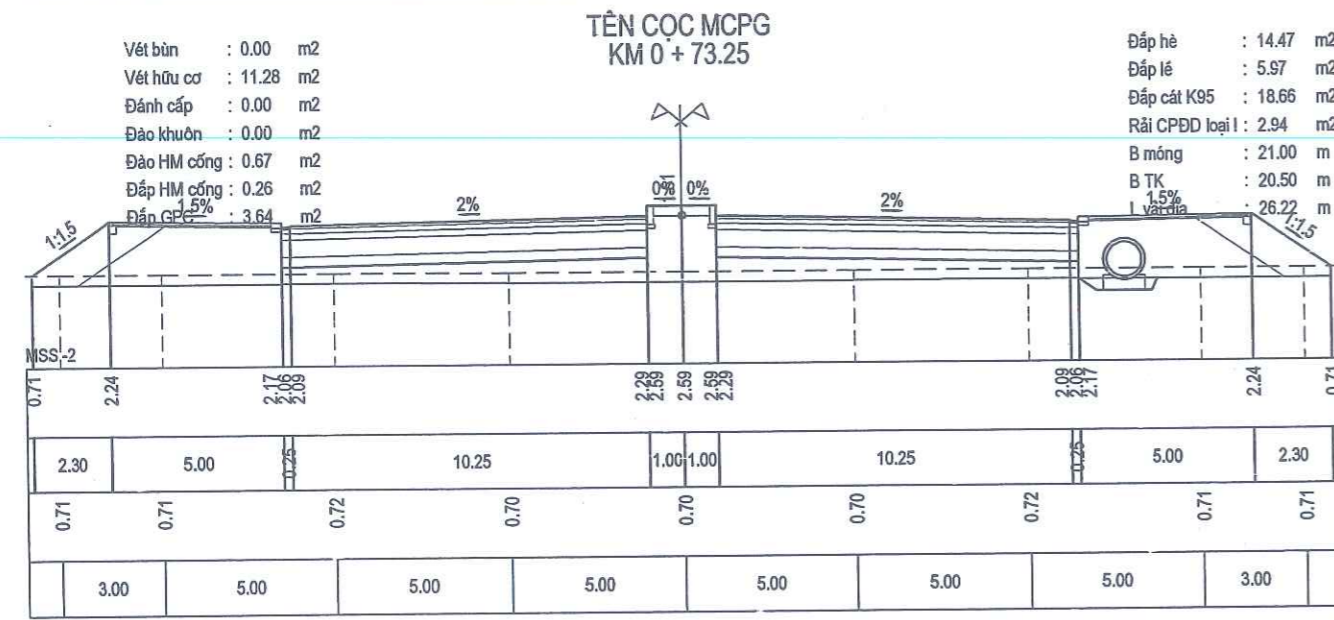 TÊN CỌC MCPG
KM 0 + 73.25
Vét bùn : 0.00 m2
Vét hữu cơ : 11.28 m2
Đánh cấp : 0.00 m2
Đào khuôn : 0.00 m2
Đào HM cống : 0.67 m2
Đắp HM cống : 0.26 m2
: 3.64 m2
Đắp hè : 14.47 m2
Đắp lề : 5.97 m2
Đắp cát K95 : 18.66 m2
Rải CPĐD loại I : 2.94 m2
B móng : 21.00 m
B TK : 20.50 m
: 26.22 m
1:1.5 1.5% 2% 0% 0% 2% 1.5% 1:1.5
MSS -2
0.71 2.24 2.17 2.06 2.09 2.29 2.59 2.59 2.59 2.29 2.09 2.06 2.17 2.24 0.71
2.30 5.00 0.25 10.25 1.00 1.00 10.25 0.25 5.00 2.30
0.71 0.71 0.72 0.70 0.70 0.70 0.72 0.71 0.71
3.00 5.00 5.00 5.00 5.00 5.00 5.00 3.00